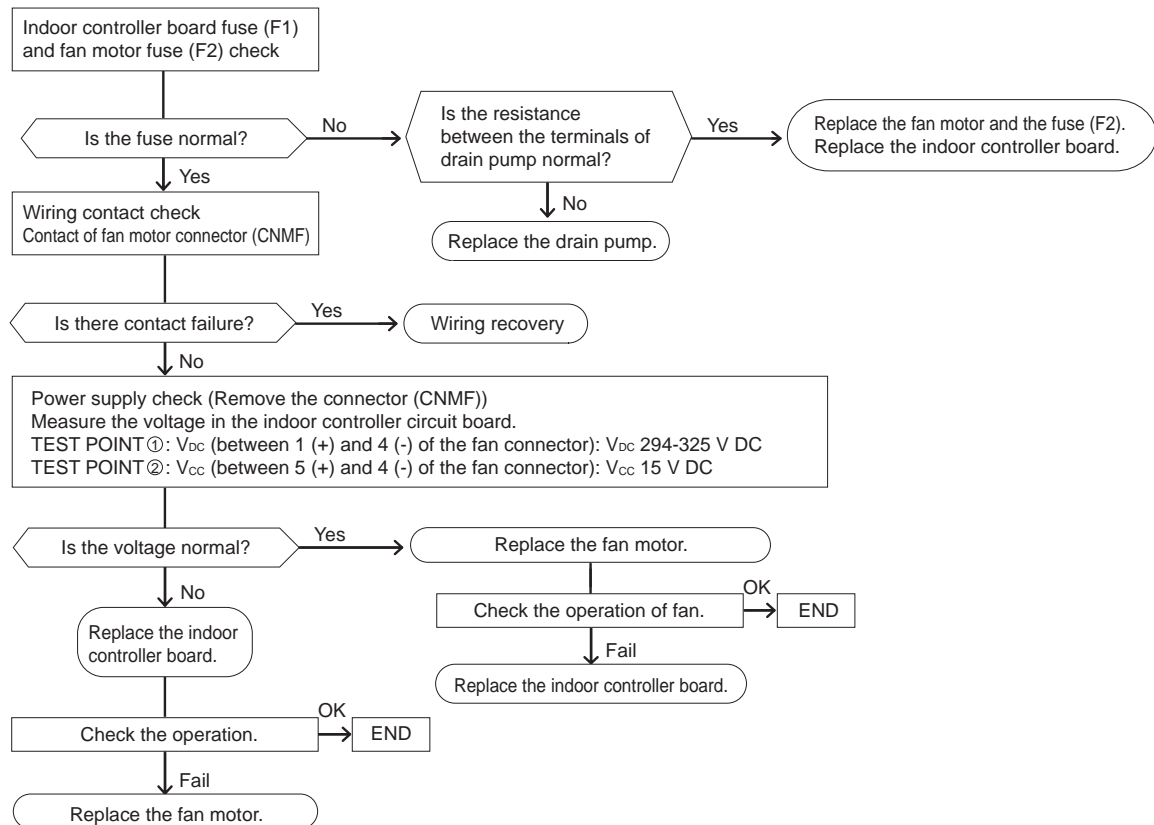 Indoor controller board fuse (F1)
and fan motor fuse (F2) check
Is the fuse normal?
No
Is the resistance
between the terminals of
drain pump normal?
Yes
Replace the fan motor and the fuse (F2).
Replace the indoor controller board.
No
Replace the drain pump.
Yes
Wiring contact check
Contact of fan motor connector (CNMF)
Is there contact failure?
Yes
Wiring recovery
No
Power supply check (Remove the connector (CNMF))
Measure the voltage in the indoor controller circuit board.
TEST POINT①: VDC (between 1 (+) and 4 (-) of the fan connector): VDC 294-325 V DC
TEST POINT②: VCC (between 5 (+) and 4 (-) of the fan connector): VCC 15 V DC
Is the voltage normal?
Yes
Replace the fan motor.
Check the operation of fan.
OK
END
Fail
Replace the indoor controller board.
No
Replace the indoor
controller board.
Check the operation.
OK
END
Fail
Replace the fan motor.